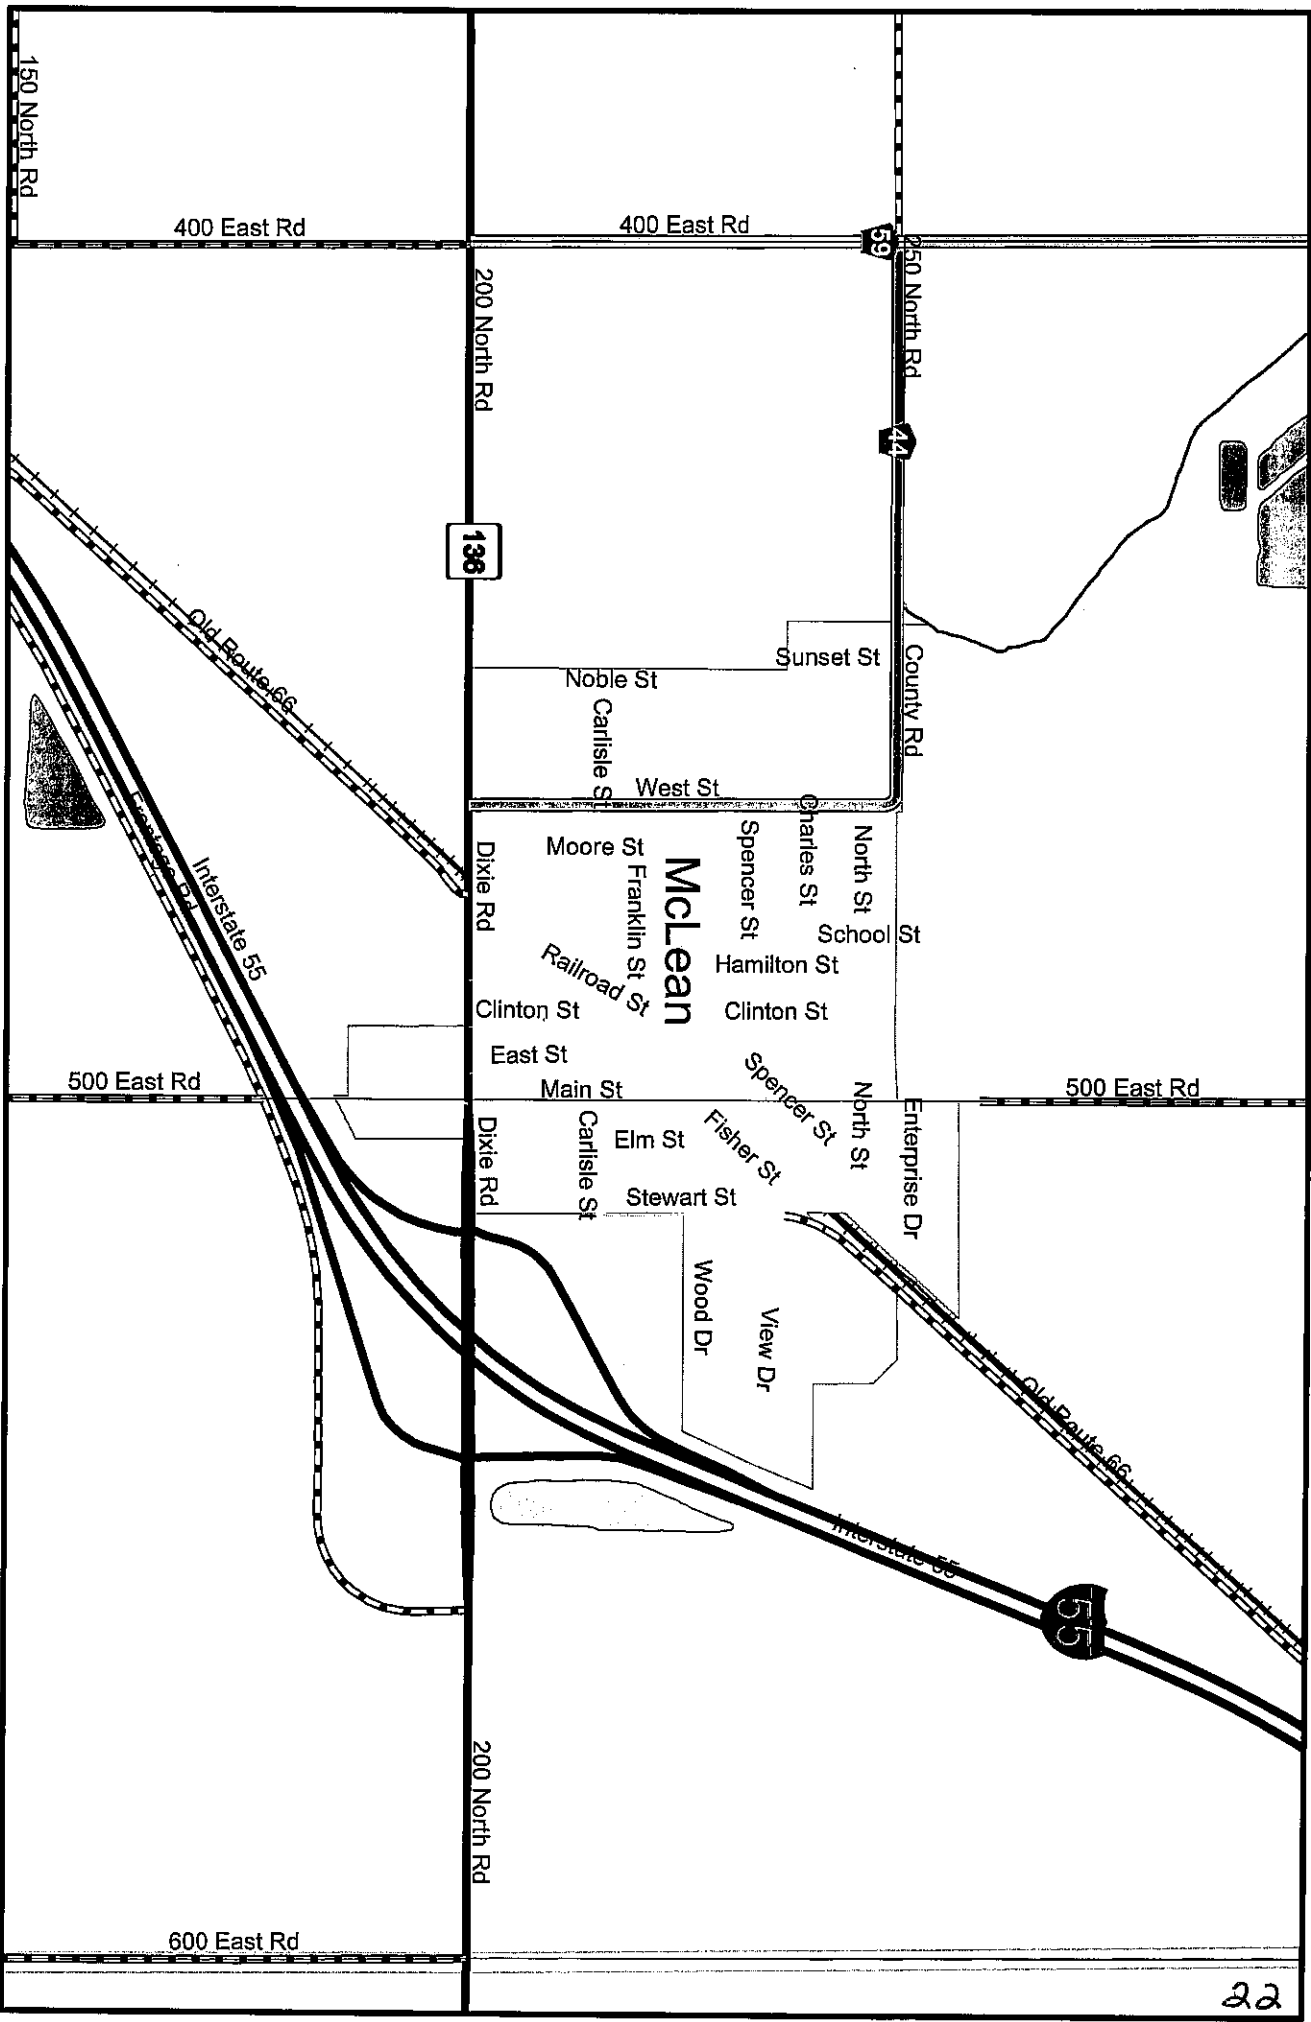 150 North Rd
400 East Rd
400 East Rd
59
250 North Rd
200 North Rd
44
136
Old Route 66
Sunset St
County Rd
Noble St
Carlisle St
West St
Charles St
Frontage Rd
Interstate 55
Dixie Rd
Moore St
Franklin St
McLean
Spencer St
North St
School St
Hamilton St
Railroad St
Clinton St
Clinton St
East St
Main St
500 East Rd
500 East Rd
Spencer St
North St
Enterprise Dr
Dixie Rd
Carlisle St
Elm St
Fisher St
Stewart St
Wood Dr
View Dr
Old Route 66
Interstate 55
55
200 North Rd
600 East Rd
22